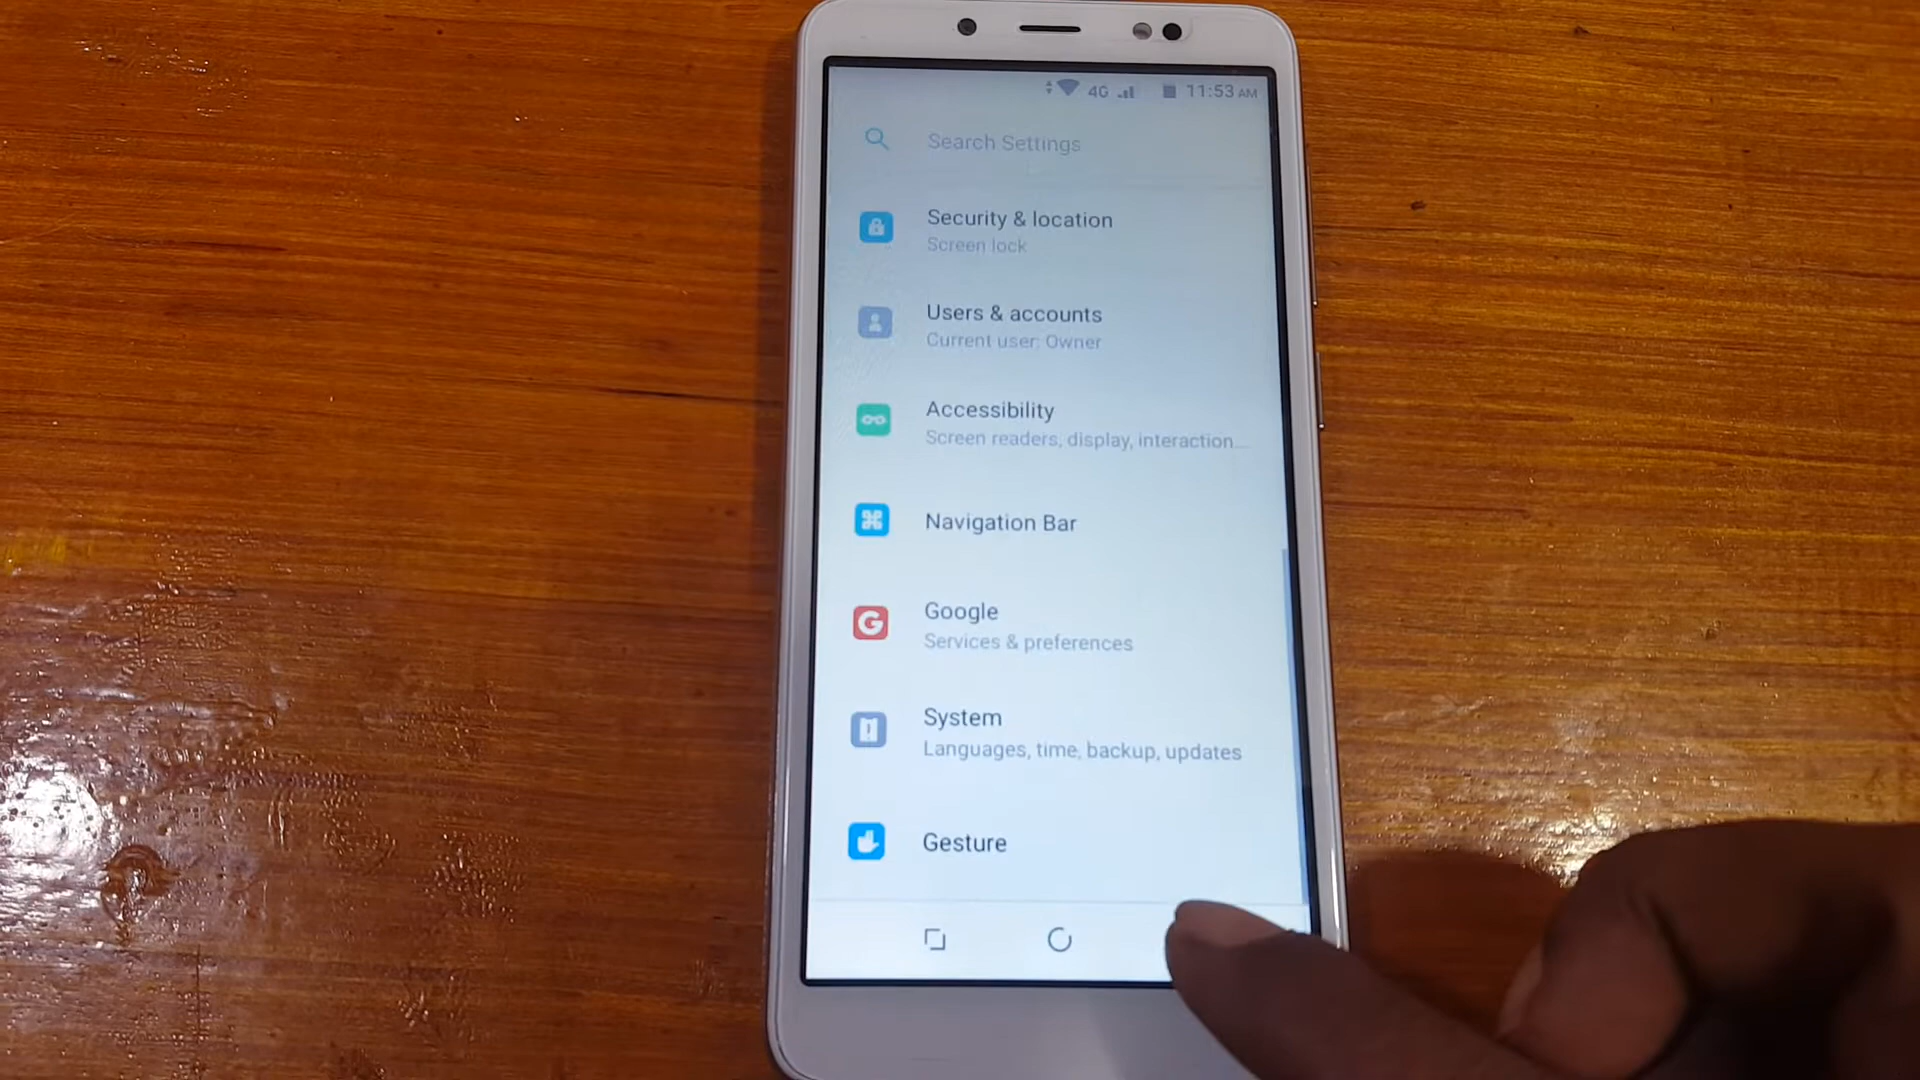 4G 11:53 AM
Search Settings
Security & location
Screen lock
Users & accounts
Current user: Owner
Accessibility
Screen readers, display, interaction...
Navigation Bar
G Google
Services & preferences
System
Languages, time, backup, updates
Gesture